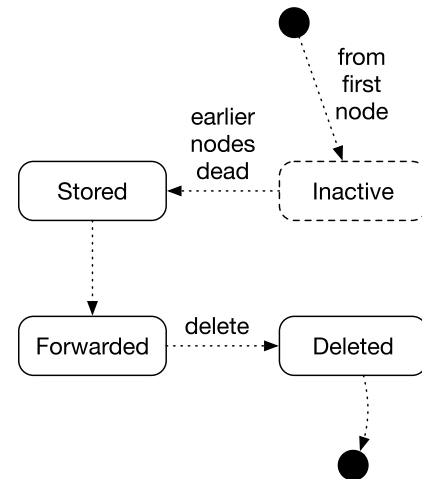 from
first
node
earlier
nodes
dead
Stored
Inactive
Forwarded
delete
Deleted